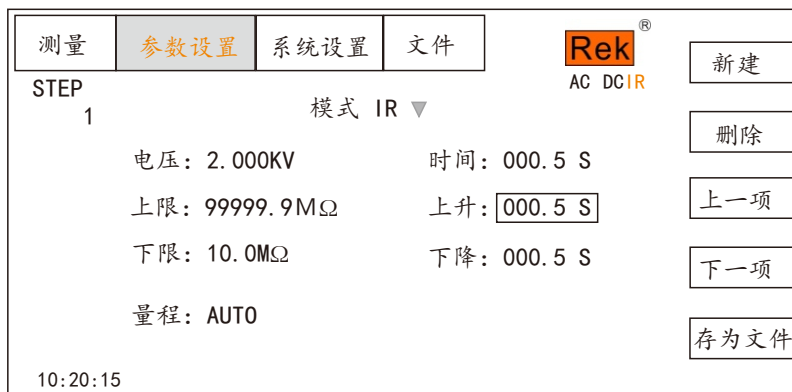 测量 参数设置 系统设置 文件 Rek®
AC DCIR
新建
STEP
1
模式 IR ▼
删除
电压: 2.000KV 时间: 000.5 S
上限: 99999.9MΩ 上升: 000.5 S
上一项
下限: 10.0MΩ 下降: 000.5 S
下一项
量程: AUTO
存为文件
10:20:15